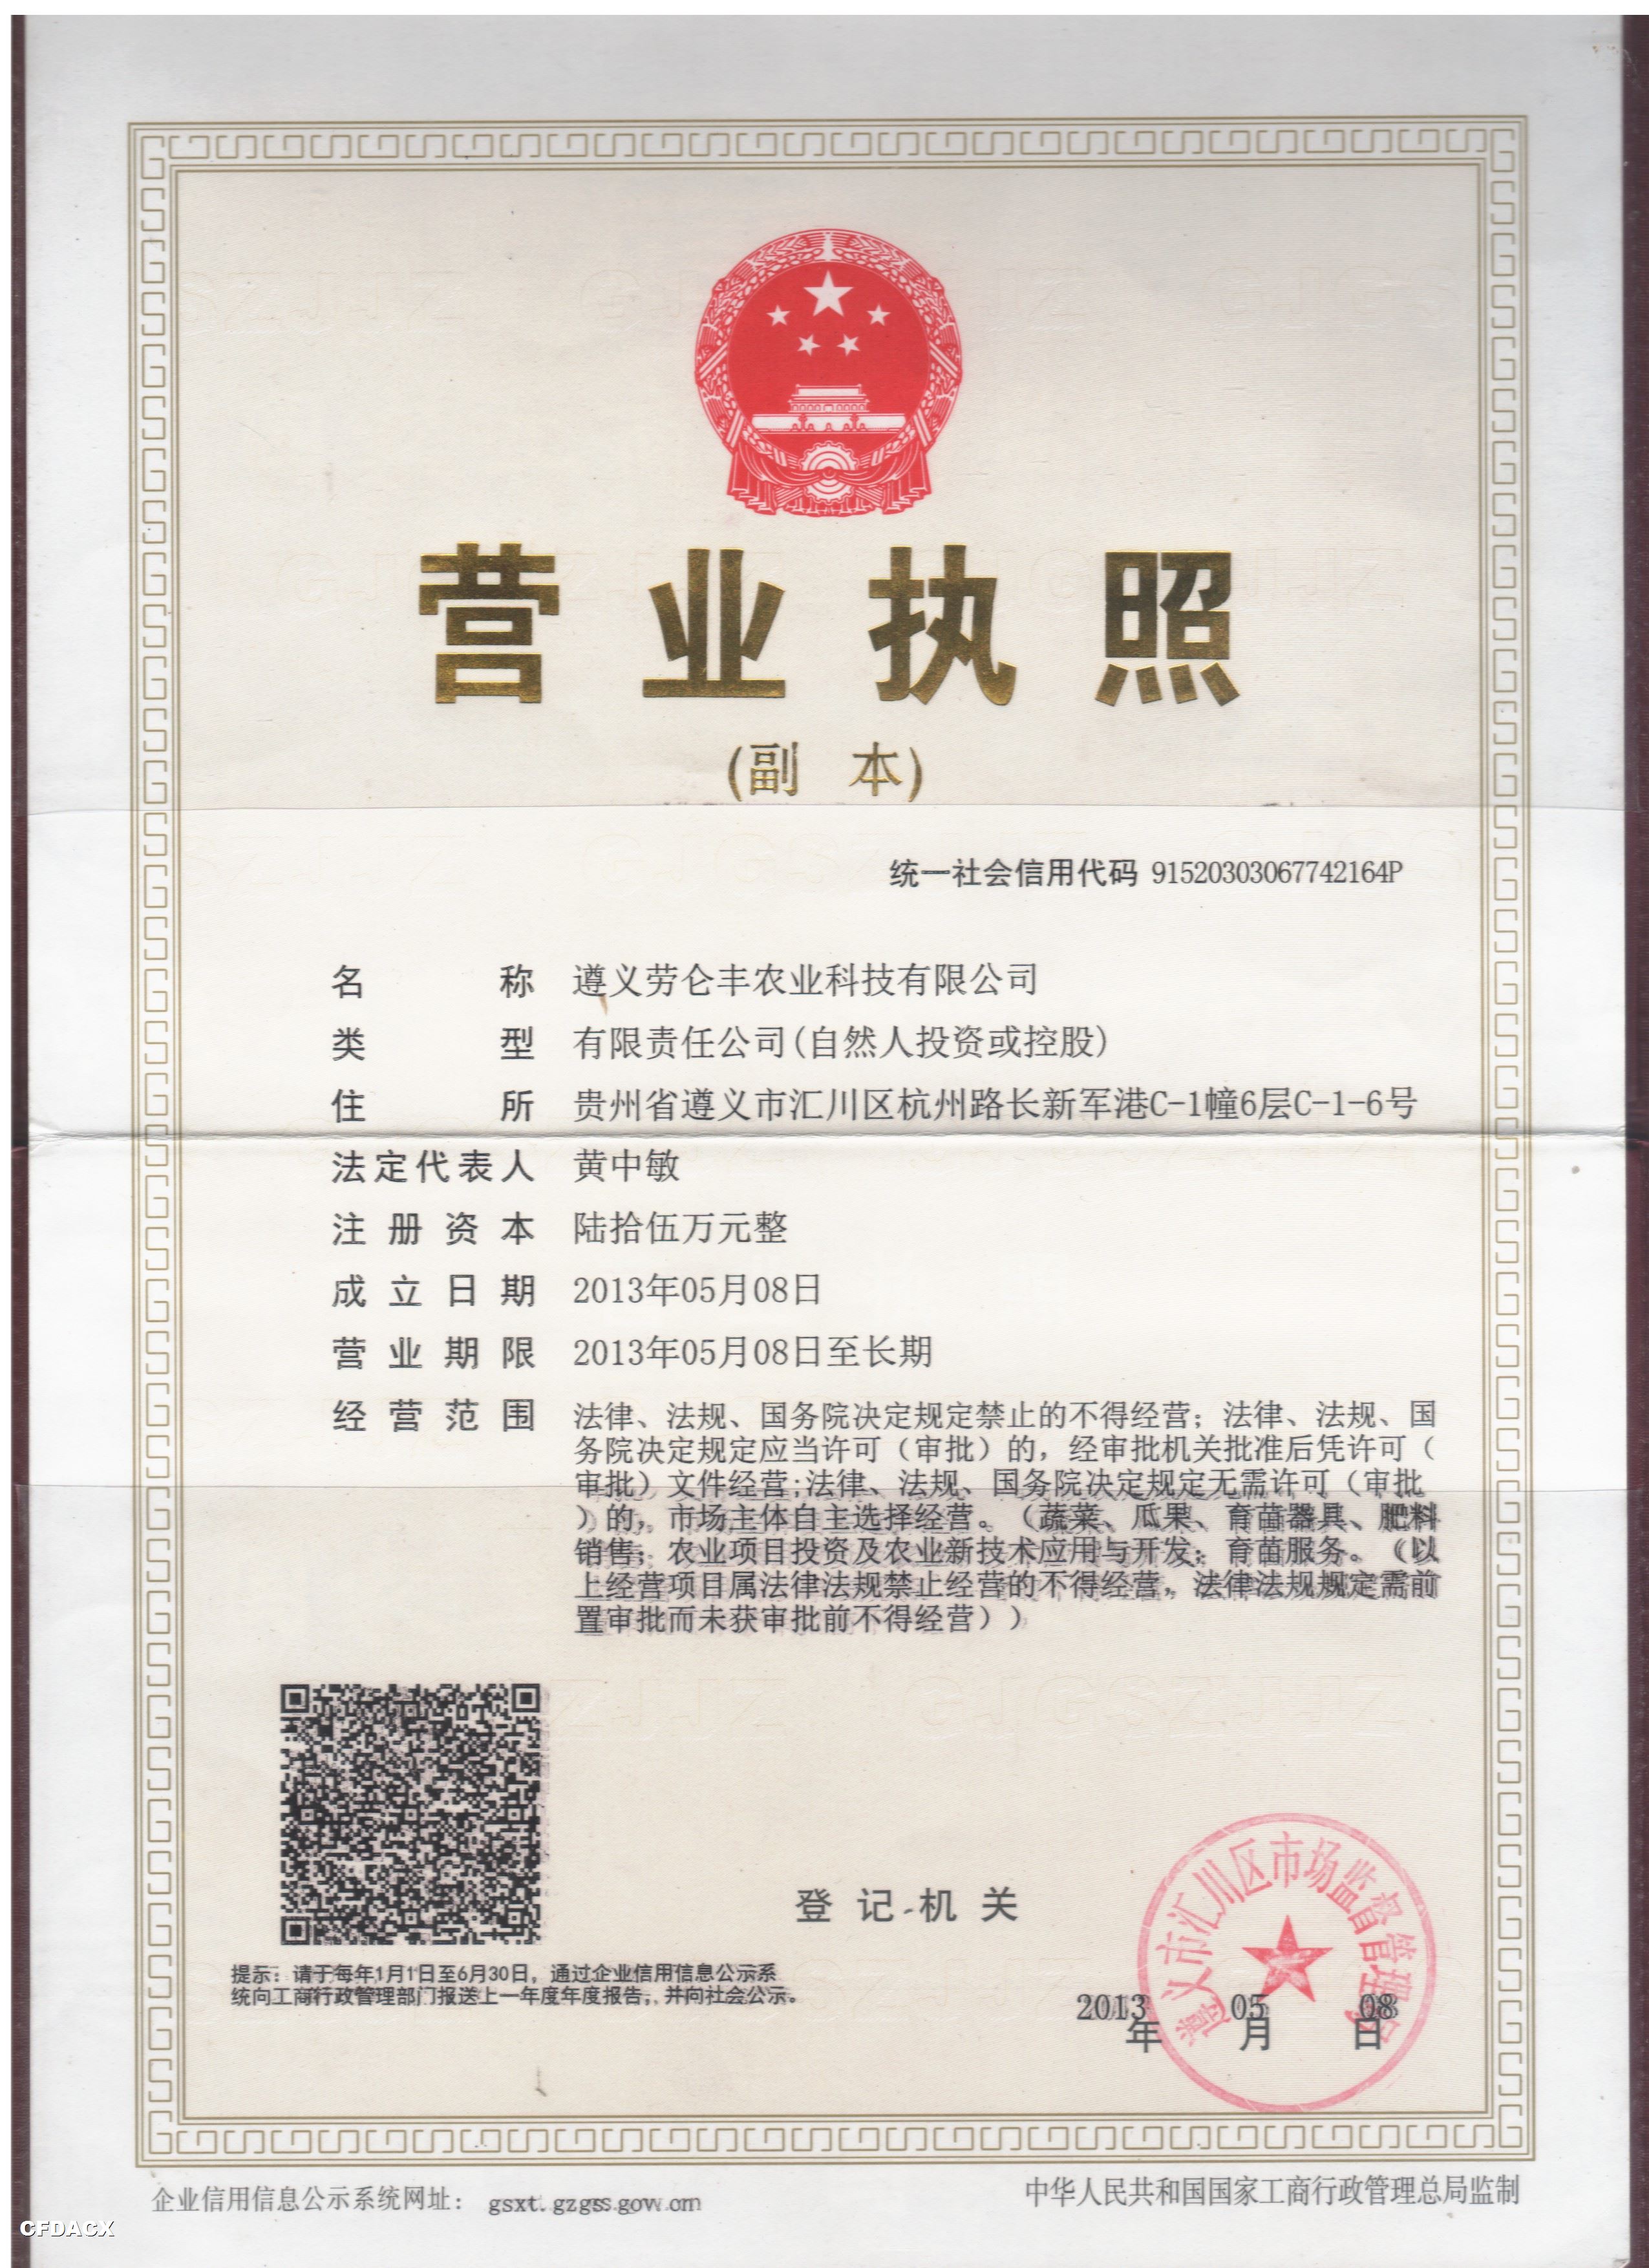 营业执照
(副 本)
统一社会信用代码 91520303067742164P
名 称 遵义劳仑丰农业科技有限公司
类 型 有限责任公司(自然人投资或控股)
住 所 贵州省遵义市汇川区杭州路长新军港C-1幢6层C-1-6号
法定代表人 黄中敏
注册资本 陆拾伍万元整
成立日期 2013年05月08日
营业期限 2013年05月08日至长期
经营范围 法律、法规、国务院决定规定禁止的不得经营；法律、法规、国
务院决定规定应当许可（审批）的，经审批机关批准后凭许可（
审批）文件经营;法律、法规、国务院决定规定无需许可（审批
）的，市场主体自主选择经营。（蔬菜、瓜果、育苗器具、肥料
销售；农业项目投资及农业新技术应用与开发；育苗服务。（以
上经营项目属法律法规禁止经营的不得经营，法律法规规定需前
置审批而未获审批前不得经营））
登记机关
遵义市汇川区市场监督管理局
提示：请于每年1月1日至6月30日，通过企业信用信息公示系
统向工商行政管理部门报送上一年度年度报告，并向社会公示。
2013 05 08
年 月 日
企业信用信息公示系统网址：
中华人民共和国国家工商行政管理总局监制
CFDACX